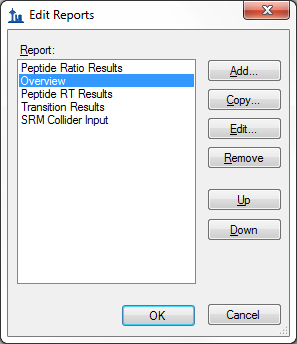 Edit Reports
Report:
Peptide Ratio Results
Overview
Peptide RT Results
Transition Results
SRM Collider Input
Add...
Copy...
Edit...
Remove
Up
Down
OK
Cancel